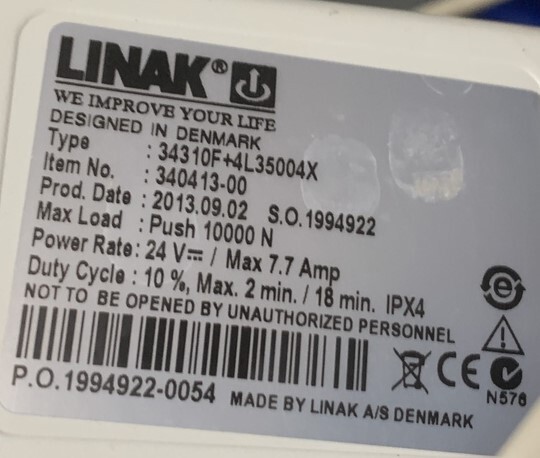 LINAK®
WE IMPROVE YOUR LIFE
DESIGNED IN DENMARK
Type : 34310F+4L35004X
Item No. : 340413-00
Prod. Date : 2013.09.02 S.O.1994922
Max Load : Push 10000 N
Power Rate: 24 V⎓ / Max 7.7 Amp
Duty Cycle : 10 %, Max. 2 min. / 18 min. IPX4
NOT TO BE OPENED BY UNAUTHORIZED PERSONNEL
e
CE
N576
P.O.1994922-0054 MADE BY LINAK A/S DENMARK